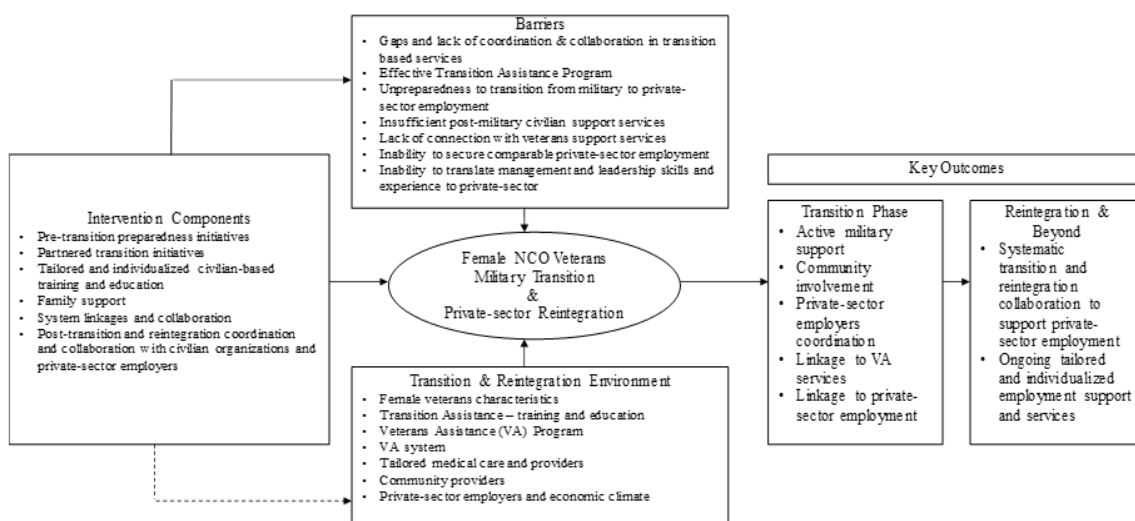 Barriers
• Gaps and lack of coordination & collaboration in transition
based services
• Effective Transition Assistance Program
• Unpreparedness to transition from military to private-
sector employment
• Insufficient post-military civilian support services
• Lack of connection with veterans support services
• Inability to secure comparable private-sector employment
• Inability to translate management and leadership skills and
experience to private-sector
Intervention Components
• Pre-transition preparedness initiatives
• Partnered transition initiatives
• Tailored and individualized civilian-based
training and education
• Family support
• System linkages and collaboration
• Post-transition and reintegration coordination
and collaboration with civilian organizations and
private-sector employers
Female NCO Veterans
Military Transition
&
Private-sector Reintegration
Transition & Reintegration Environment
• Female veterans characteristics
• Transition Assistance – training and education
• Veterans Assistance (VA) Program
• VA system
• Tailored medical care and providers
• Community providers
• Private-sector employers and economic climate
Key Outcomes
Transition Phase
• Active military
support
• Community
involvement
• Private-sector
employers
coordination
• Linkage to VA
services
• Linkage to private-
sector employment
Reintegration &
Beyond
• Systematic
transition and
reintegration
collaboration to
support private-
sector employment
• Ongoing tailored
and individualized
employment support
and services